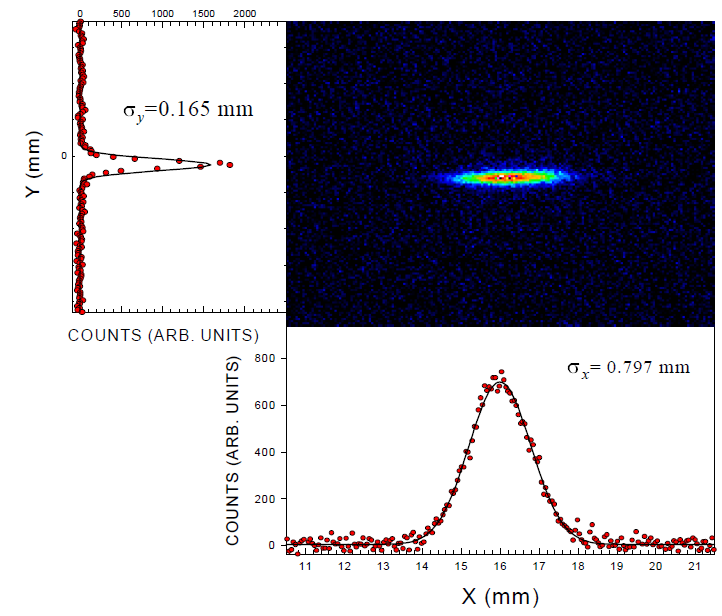 0 500 1000 1500 2000
σy=0.165 mm
Y (mm)
0
COUNTS (ARB. UNITS)
COUNTS (ARB. UNITS)
800
600
400
200
0
σx= 0.797 mm
11 12 13 14 15 16 17 18 19 20 21
X (mm)